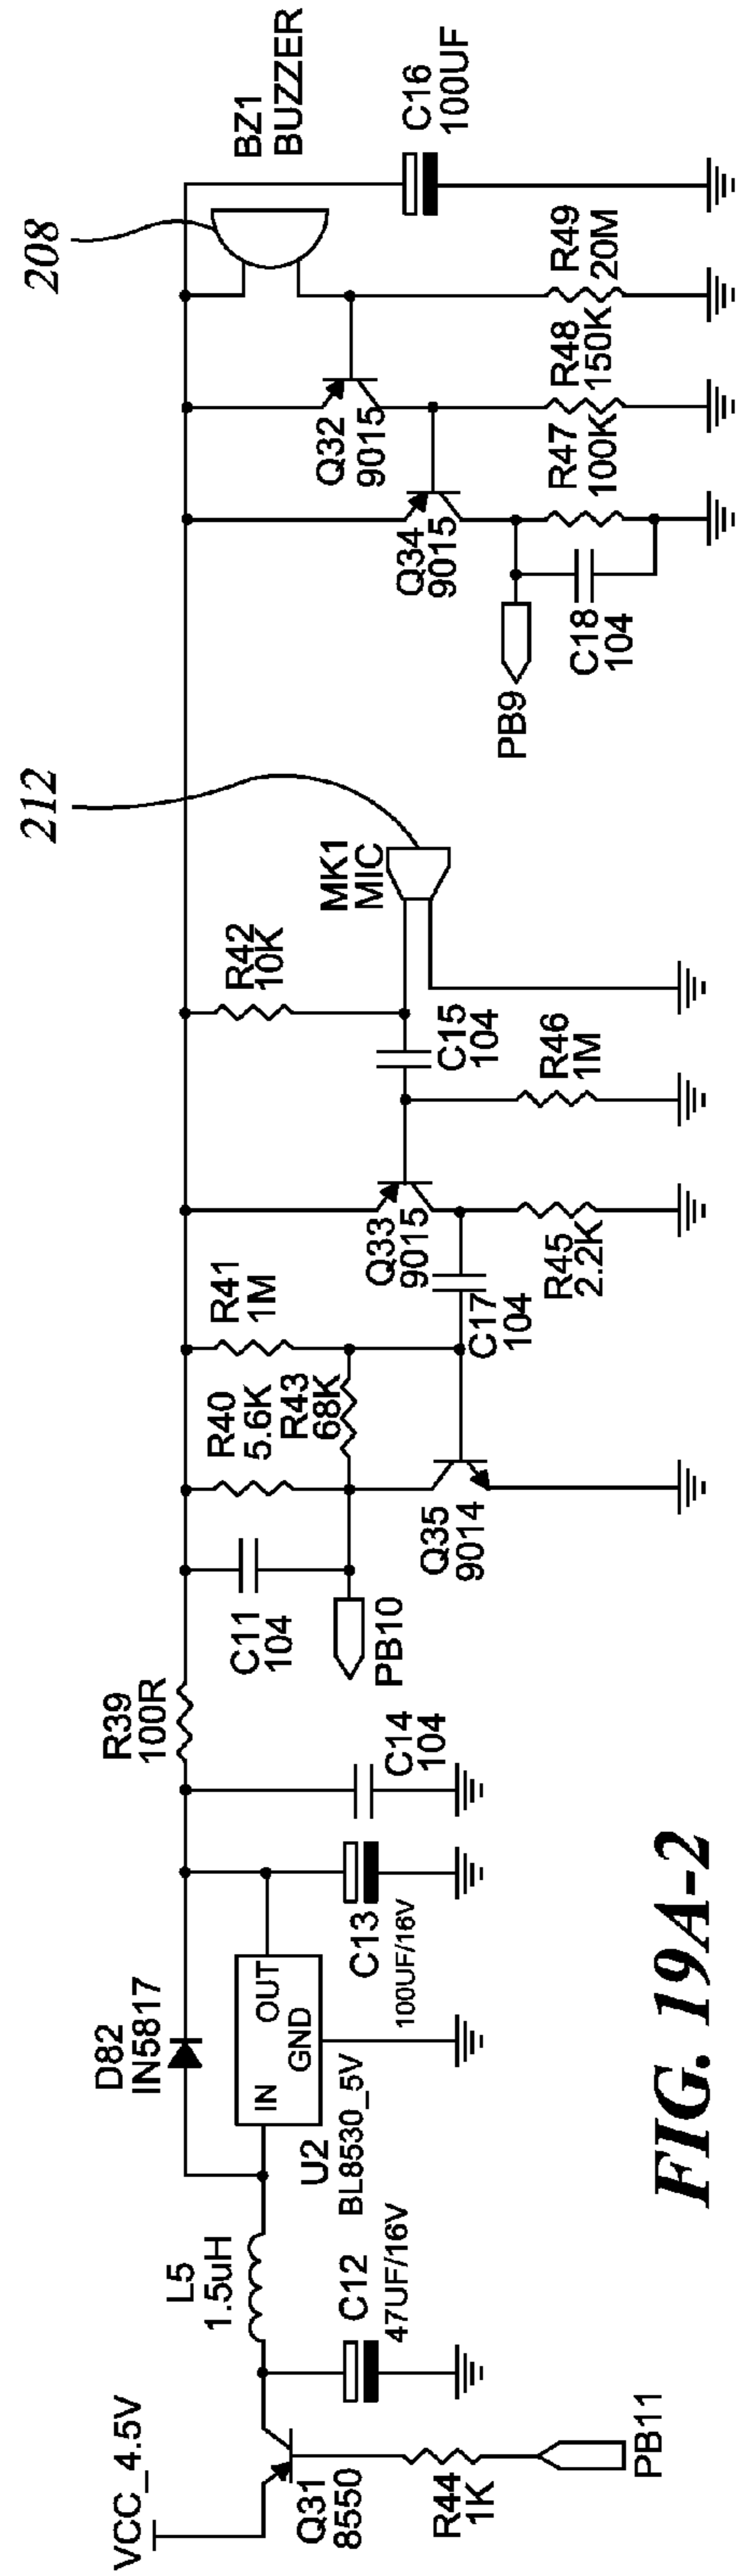 VCC_4.5V
Q31
8550
R44
1K
PB11
L5
1.5uH
C12
47UF/16V
D82
IN5817
IN
OUT
GND
U2
BL8530_5V
C13
100UF/16V
C14
104
R39
100R
C11
104
PB10
R40
5.6K
R43
68K
R41
1M
Q35
9014
C17
104
Q33
9015
R45
2.2K
R42
10K
C15
104
R46
1M
MK1
MIC
212
PB9
C18
104
Q34
9015
R47
100K
Q32
9015
R48
150K
R49
20M
208
BZ1
BUZZER
C16
100UF
FIG. 19A-2